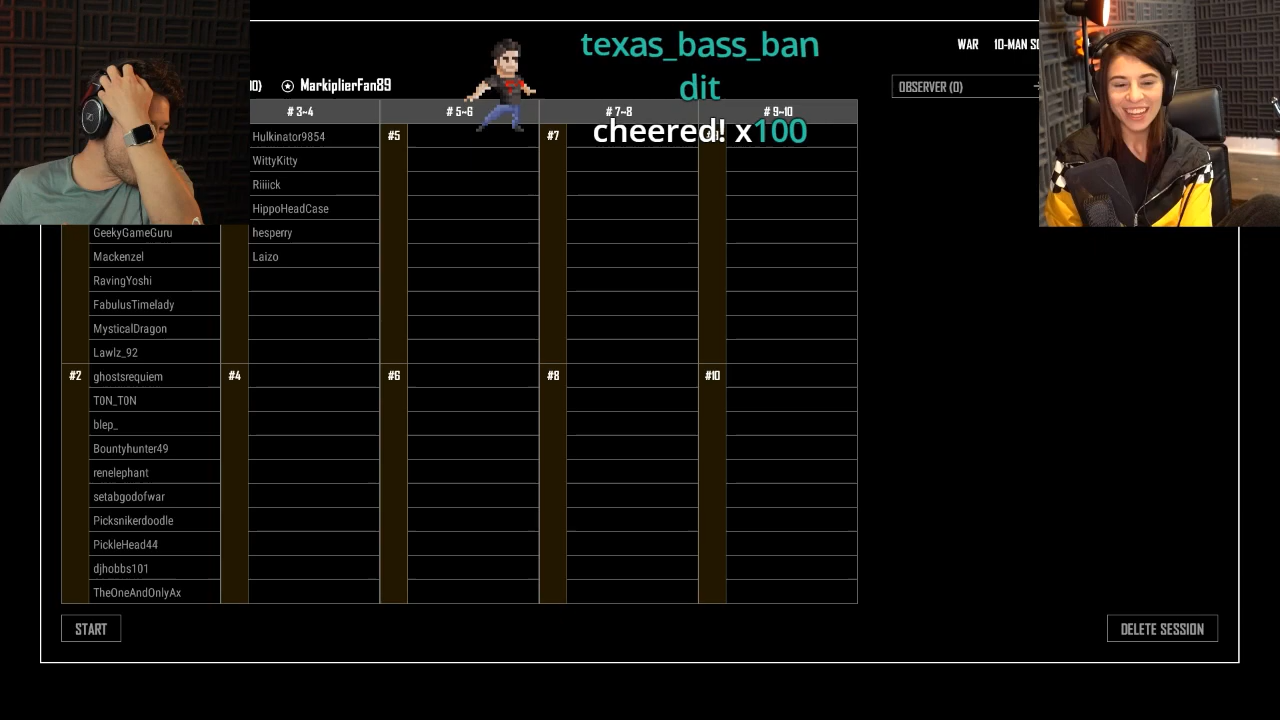 texas_bass_ban
dit
cheered! x100
WAR 10-MAN
MarkiplierFan89
OBSERVER (0)
# 3~4 # 5~6 # 7~8 # 9~10
Hulkinator9854 #5 #7
WittyKitty
Riiiick
HippoHeadCase
GeekyGameGuru hesperry
Mackenzel Laizo
RavingYoshi
FabulusTimelady
MysticalDragon
Lawlz_92
#2 ghostsrequiem #4 #6 #8 #10
T0N_T0N
blep_
Bountyhunter49
renelephant
setabgodofwar
Picksnikerdoodle
PickleHead44
djhobbs101
TheOneAndOnlyAx
START DELETE SESSION